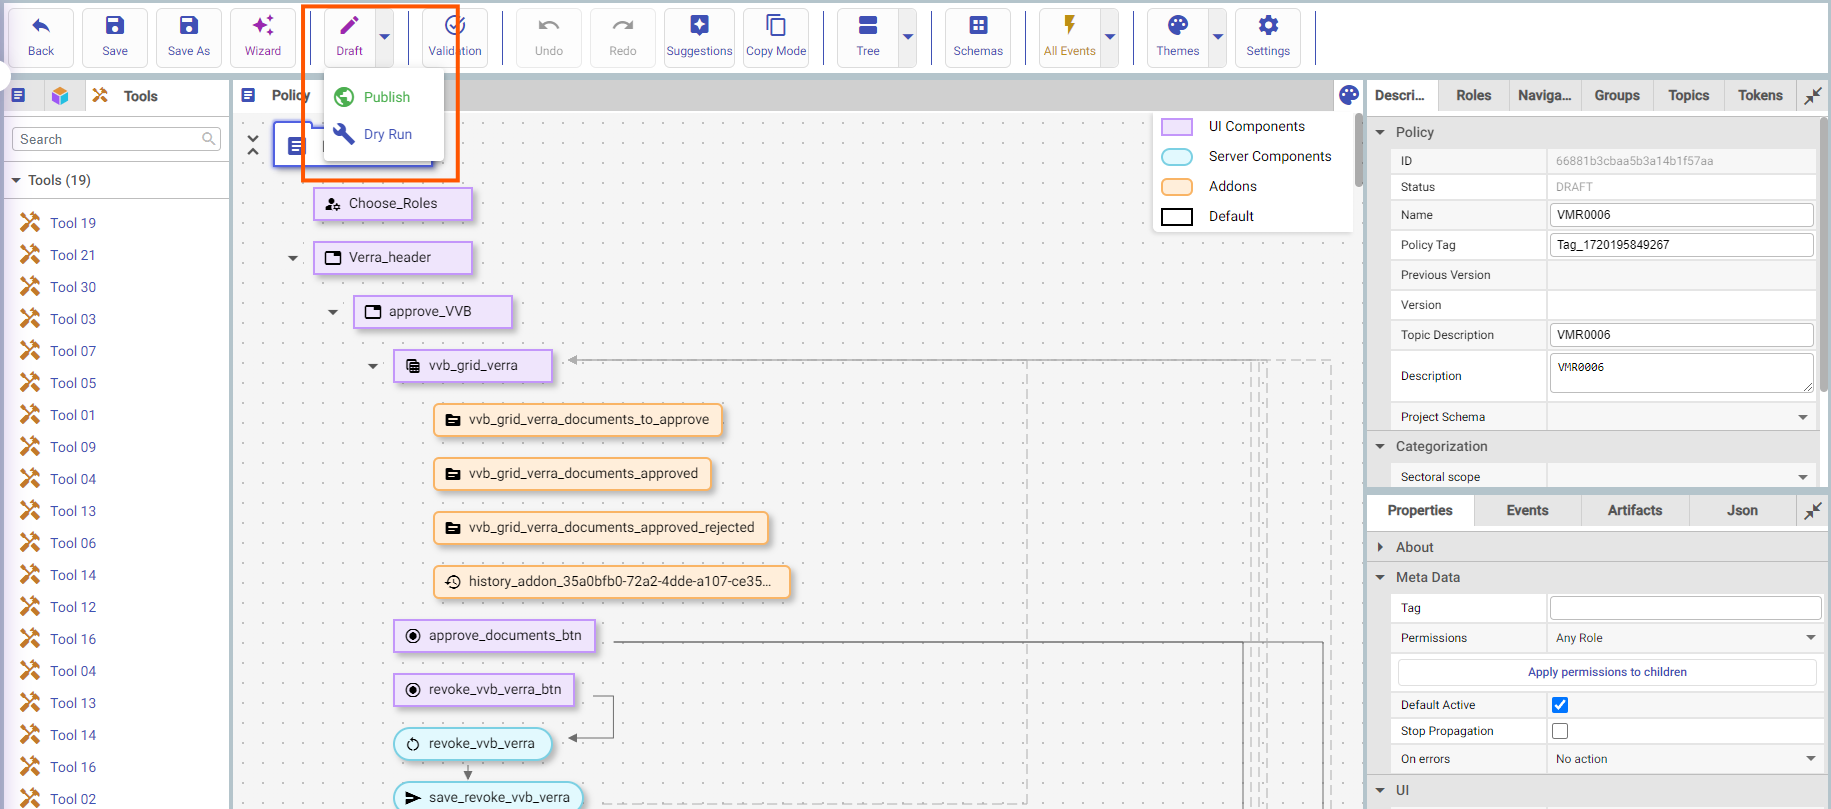 Back
Save
Save As
Wizard
Draft
Validation
Undo
Redo
Suggestions
Copy Mode
Tree
Schemas
All Events
Themes
Settings
Publish
Dry Run
Tools
Search
Tools (19)
Tool 19
Tool 21
Tool 30
Tool 03
Tool 07
Tool 05
Tool 01
Tool 09
Tool 04
Tool 13
Tool 06
Tool 14
Tool 12
Tool 16
Tool 04
Tool 13
Tool 14
Tool 16
Tool 02
Policy
Choose_Roles
Verra_header
approve_VVB
vvb_grid_verra
vvb_grid_verra_documents_to_approve
vvb_grid_verra_documents_approved
vvb_grid_verra_documents_approved_rejected
history_addon_35a0bfb0-72a2-4dde-a107-ce35...
approve_documents_btn
revoke_vvb_verra_btn
revoke_vvb_verra
save_revoke_vvb_verra
UI Components
Server Components
Addons
Default
Descri...
Roles
Naviga...
Groups
Topics
Tokens
Policy
ID 66881b3cbaa5b3a14b1f57aa
Status DRAFT
Name VMR0006
Policy Tag Tag_1720195849267
Previous Version
Version
Topic Description VMR0006
Description VMR0006
Project Schema
Categorization
Sectoral scope
Properties
Events
Artifacts
Json
About
Meta Data
Tag
Permissions Any Role
Apply permissions to children
Default Active
Stop Propagation
On errors No action
UI